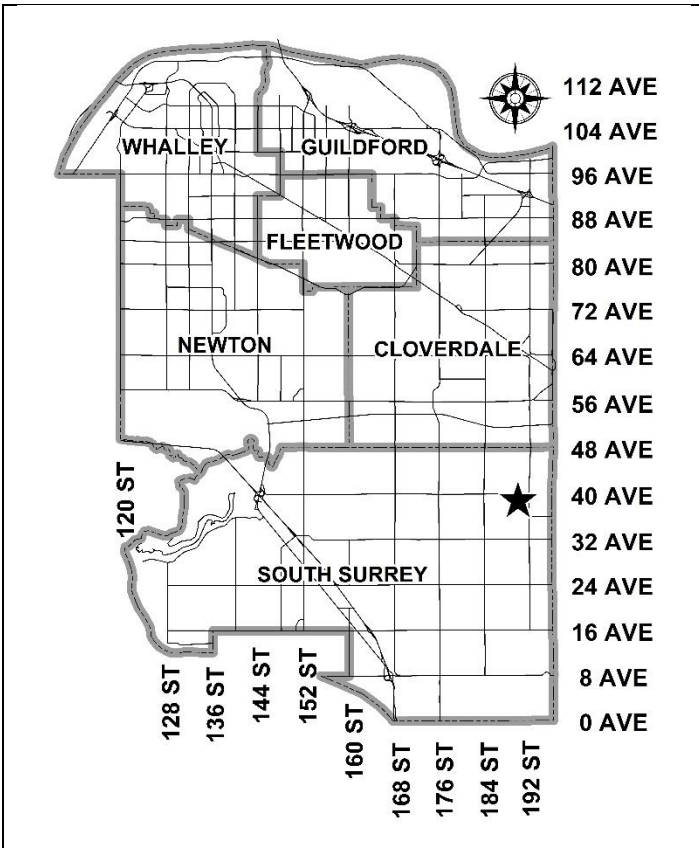 112 AVE
104 AVE
WHALLEY
GUILDFORD
96 AVE
88 AVE
FLEETWOOD
80 AVE
72 AVE
NEWTON
CLOVERDALE
64 AVE
56 AVE
48 AVE
120 ST
40 AVE
32 AVE
SOUTH SURREY
24 AVE
16 AVE
128 ST
136 ST
144 ST
152 ST
160 ST
8 AVE
0 AVE
168 ST
176 ST
184 ST
192 ST